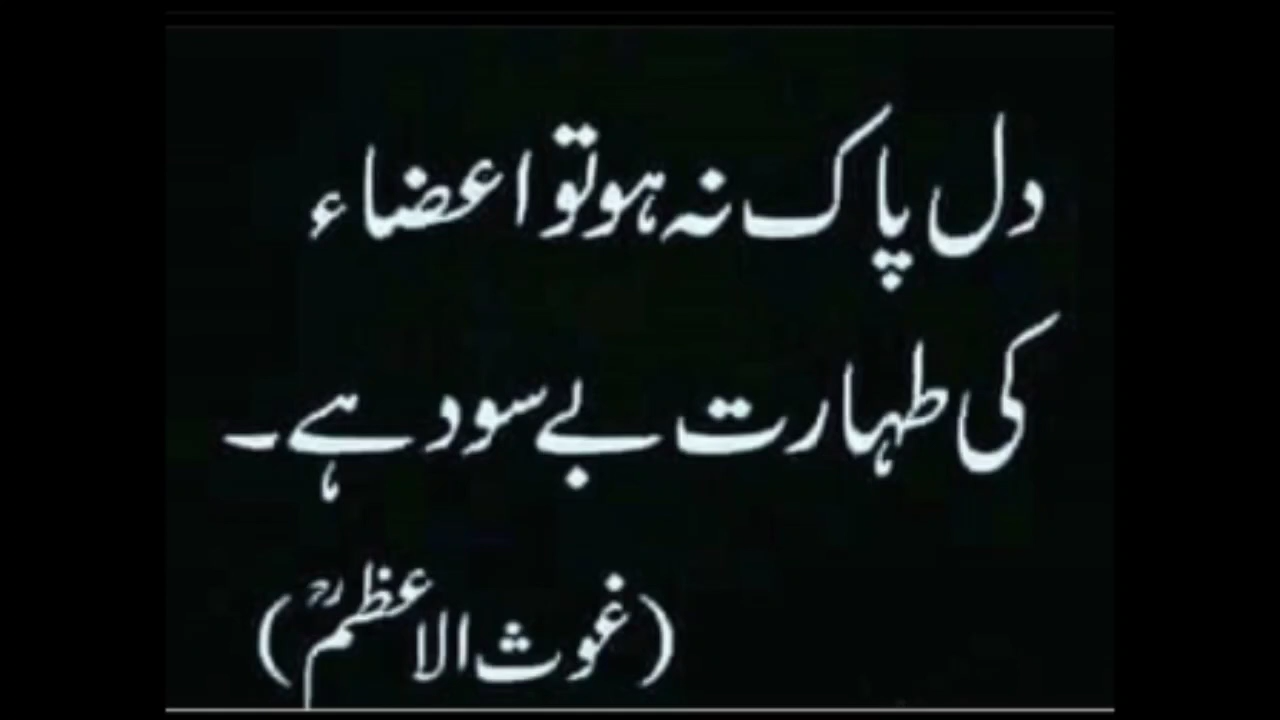 دل پاک نہ ہو تو اعضاء
کی طہارت بے سود ہے۔
(غوث الاعظمؒ)